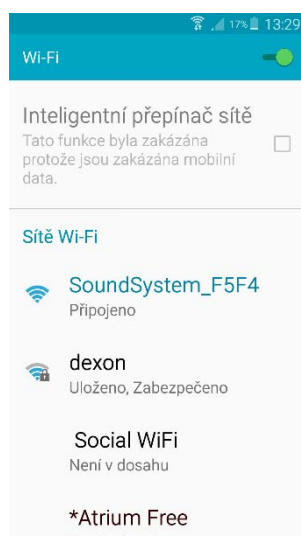 17% 13:29
Wi-Fi
Inteligentní přepínač sítě
Tato funkce byla zakázána
protože jsou zakázána mobilní
data.
Sítě Wi-Fi
SoundSystem_F5F4
Připojeno
dexon
Uloženo, Zabezpečeno
Social WiFi
Není v dosahu
*Atrium Free